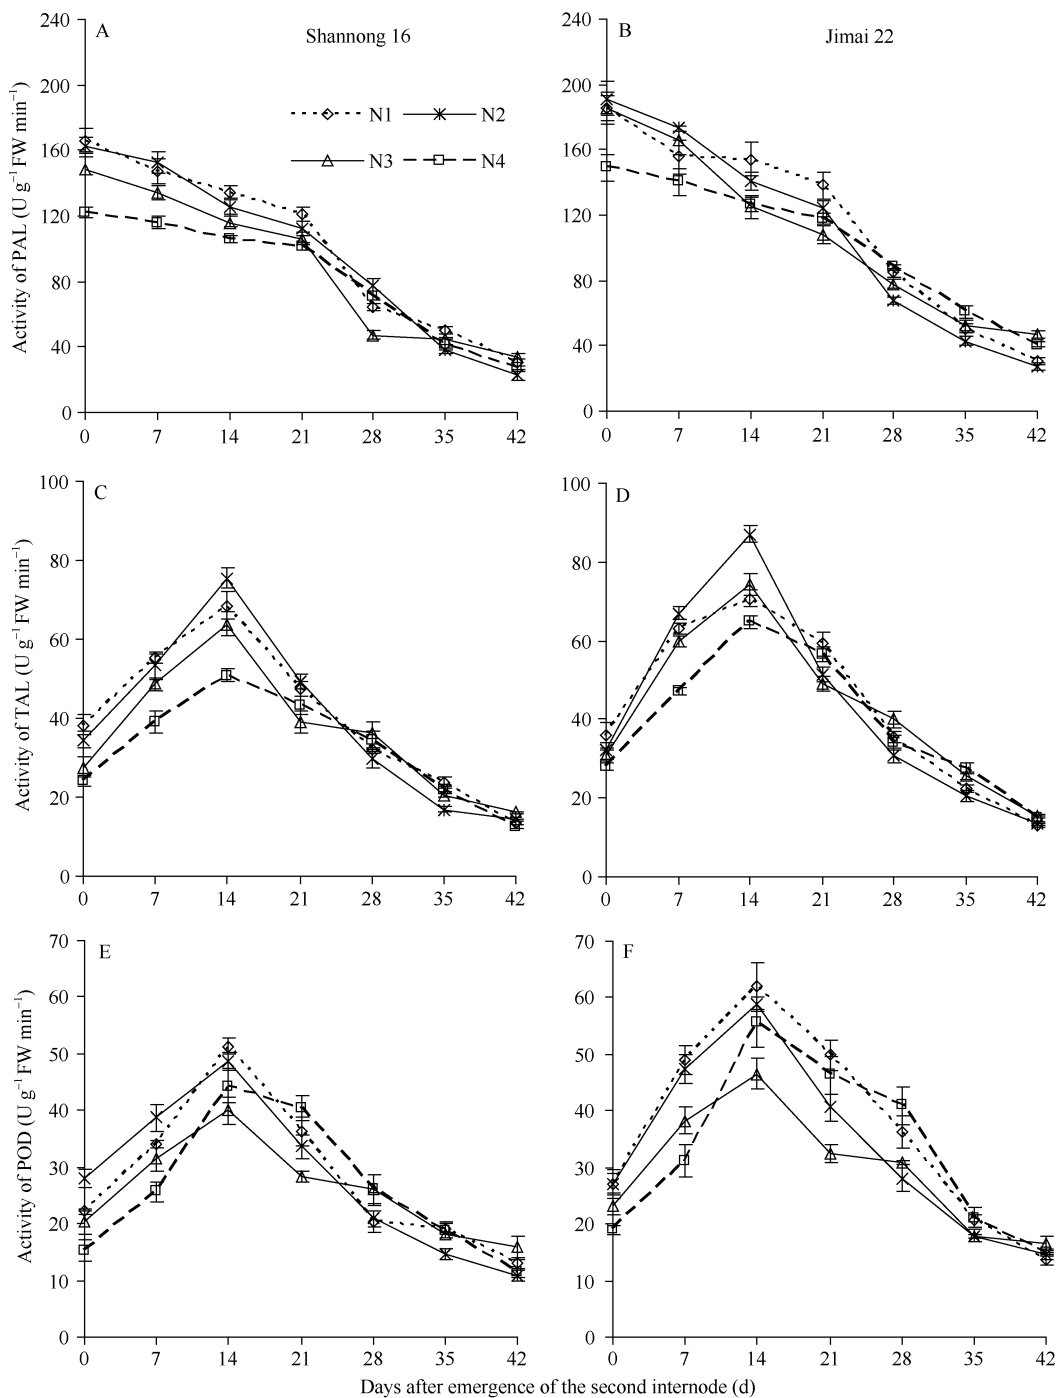 A
Shannong 16
B
Jimai 22
N1
N2
N3
N4
Activity of PAL (U g⁻¹ FW min⁻¹)
240
200
160
120
80
40
0
0 7 14 21 28 35 42
240
200
160
120
80
40
0
0 7 14 21 28 35 42
C
Activity of TAL (U g⁻¹ FW min⁻¹)
100
80
60
40
20
0
0 7 14 21 28 35 42
D
100
80
60
40
20
0
0 7 14 21 28 35 42
E
Activity of POD (U g⁻¹ FW min⁻¹)
70
60
50
40
30
20
10
0
0 7 14 21 28 35 42
F
70
60
50
40
30
20
10
0
0 7 14 21 28 35 42
Days after emergence of the second internode (d)